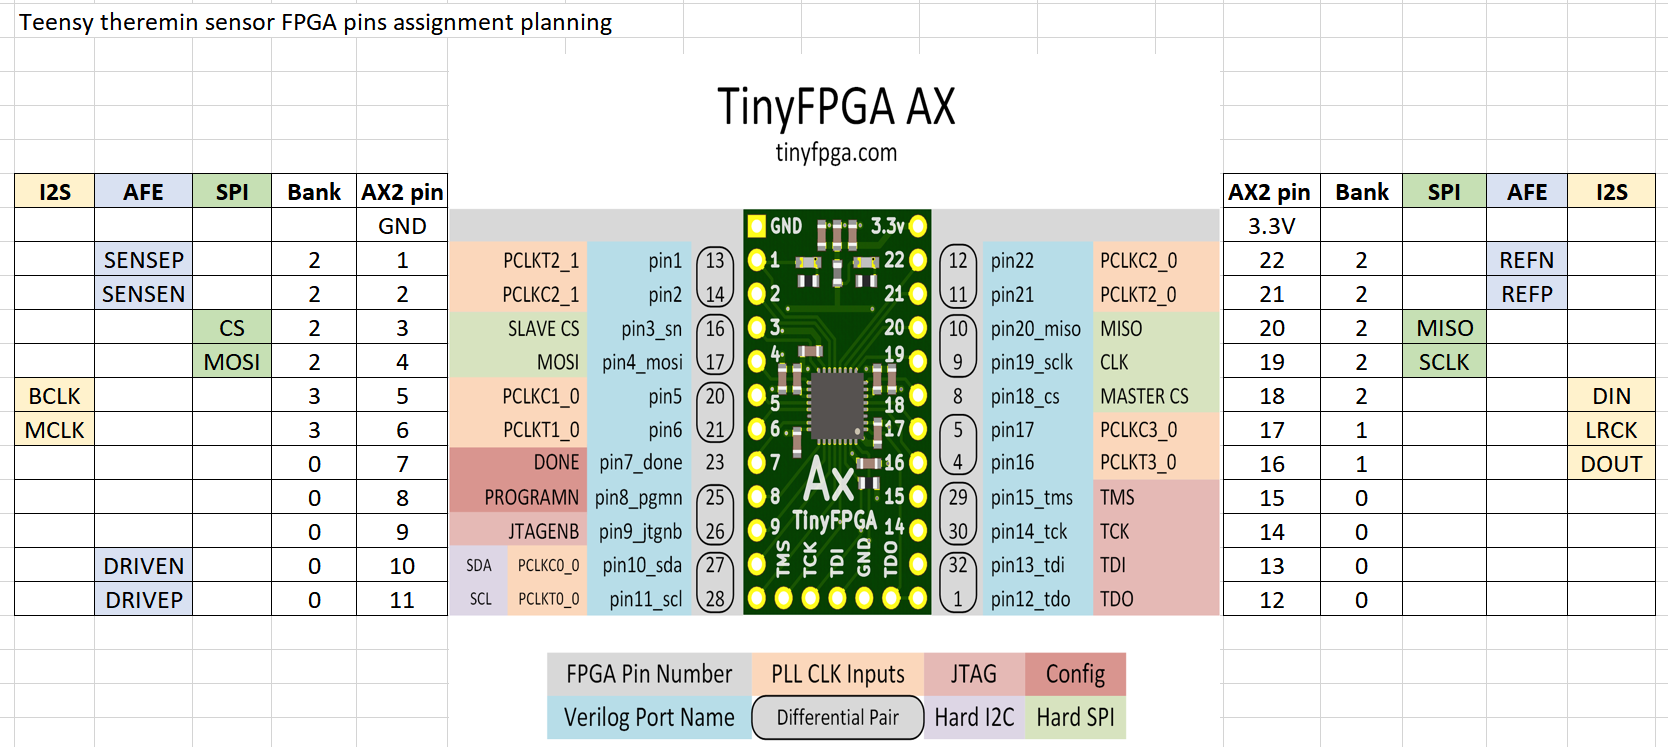 Teensy theremin sensor FPGA pins assignment planning
TinyFPGA AX
tinyfpga.com
I2S AFE SPI Bank AX2 pin AX2 pin Bank SPI AFE I2S
GND GND 3.3v 3.3V
SENSEP 2 1 PCLKT2_1 pin1 13 1 22 12 pin22 PCLKC2_0 22 2 REFN
SENSEN 2 2 PCLKC2_1 pin2 14 2 21 11 pin21 PCLKT2_0 21 2 REFP
CS 2 3 SLAVE CS pin3_sn 16 3 20 10 pin20_miso MISO 20 2 MISO
MOSI 2 4 MOSI pin4_mosi 17 4 19 9 pin19_sclk CLK 19 2 SCLK
BCLK 3 5 PCLKC1_0 pin5 20 5 18 8 pin18_cs MASTER CS 18 2 DIN
MCLK 3 6 PCLKT1_0 pin6 21 6 17 5 pin17 PCLKC3_0 17 1 LRCK
0 7 DONE pin7_done 23 7 16 4 pin16 PCLKT3_0 16 1 DOUT
0 8 PROGRAMN pin8_pgmn 25 8 Ax 15 29 pin15_tms TMS 15 0
0 9 JTAGENB pin9_jtgnb 26 9 TinyFPGA 14 30 pin14_tck TCK 14 0
DRIVEN 0 10 SDA PCLKC0_0 pin10_sda 27 TMS TCK TDI GND TDO 32 pin13_tdi TDI 13 0
DRIVEP 0 11 SCL PCLKT0_0 pin11_scl 28 1 pin12_tdo TDO 12 0
FPGA Pin Number PLL CLK Inputs JTAG Config
Verilog Port Name Differential Pair Hard I2C Hard SPI